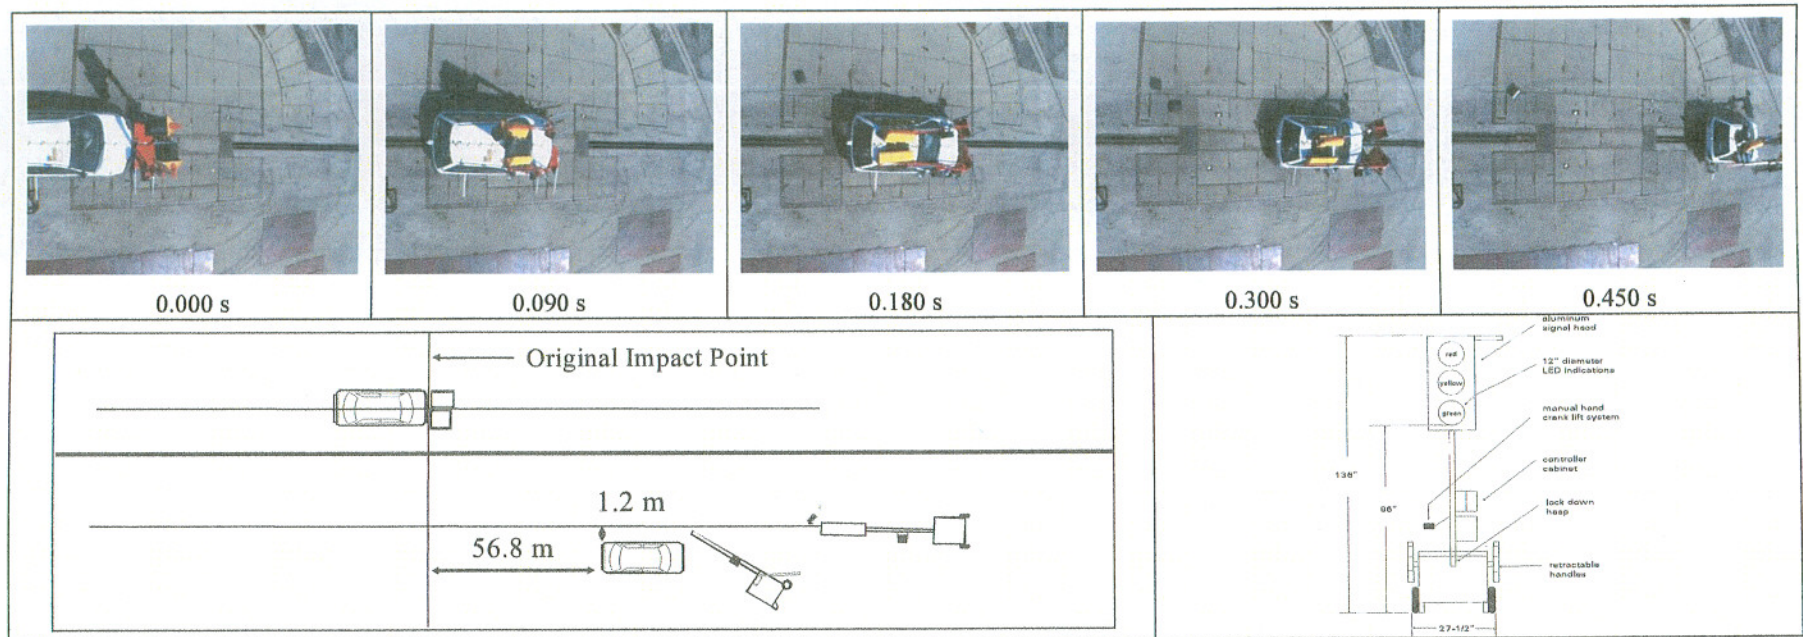 0.000 s
0.090 s
0.180 s
0.300 s
0.450 s
Original Impact Point
1.2 m
56.8 m
aluminum
signal head
red
12" diameter
LED indications
yellow
green
manual hand
crank lift system
controller
cabinet
138"
96"
lock down
hasp
retractable
handles
27-1/2"